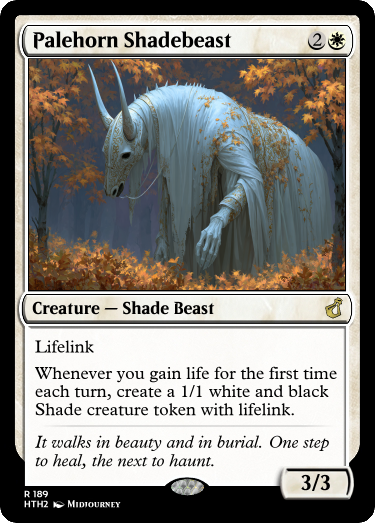 Palehorn Shadebeast 2
Creature — Shade Beast
Lifelink
Whenever you gain life for the first time
each turn, create a 1/1 white and black
Shade creature token with lifelink.
It walks in beauty and in burial. One step
to heal, the next to haunt.
3/3
R 189
HTH2 Midjourney